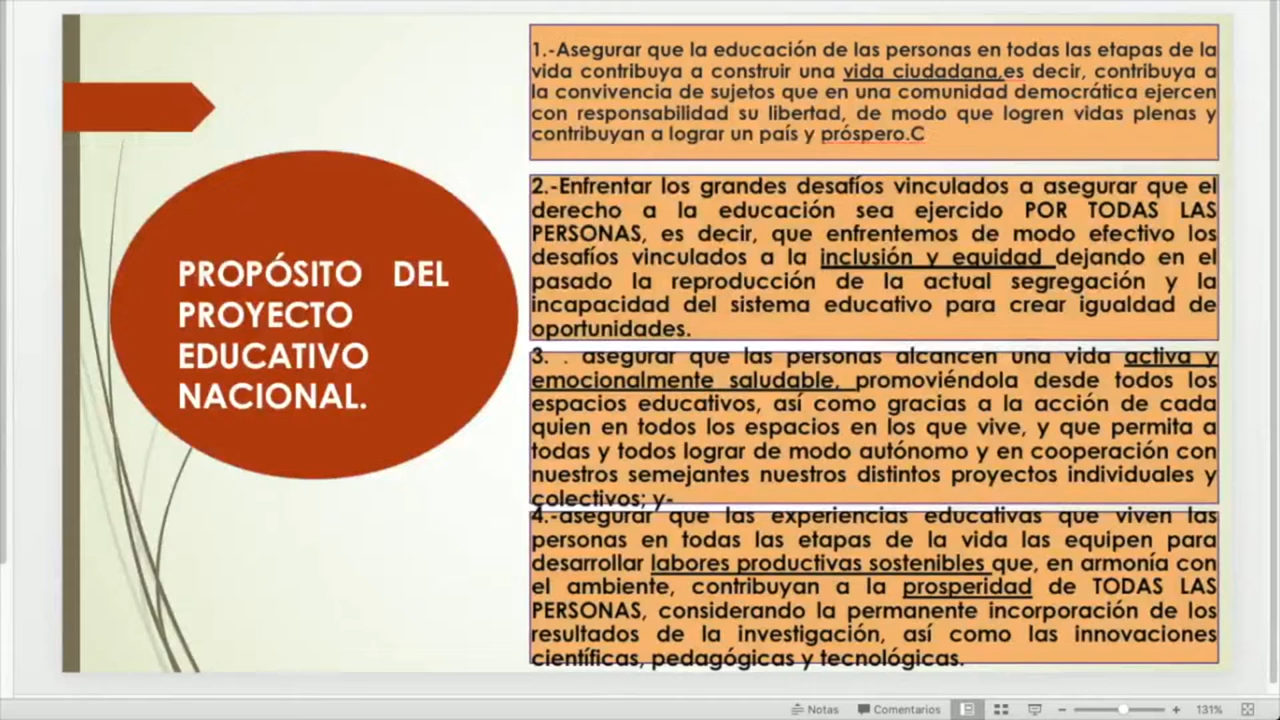 PROPÓSITO DEL
PROYECTO
EDUCATIVO
NACIONAL.
1.-Asegurar que la educación de las personas en todas las etapas de la
vida contribuya a construir una vida ciudadana,es decir, contribuya a
la convivencia de sujetos que en una comunidad democrática ejercen
con responsabilidad su libertad, de modo que logren vidas plenas y
contribuyan a lograr un país y próspero.C
2.-Enfrentar los grandes desafíos vinculados a asegurar que el
derecho a la educación sea ejercido POR TODAS LAS
PERSONAS, es decir, que enfrentemos de modo efectivo los
desafíos vinculados a la inclusión y equidad dejando en el
pasado la reproducción de la actual segregación y la
incapacidad del sistema educativo para crear igualdad de
oportunidades.
3. . asegurar que las personas alcancen una vida activa y
emocionalmente saludable, promoviéndola desde todos los
espacios educativos, así como gracias a la acción de cada
quien en todos los espacios en los que vive, y que permita a
todas y todos lograr de modo autónomo y en cooperación con
nuestros semejantes nuestros distintos proyectos individuales y
colectivos; y-
4.-asegurar que las experiencias educativas que viven las
personas en todas las etapas de la vida las equipen para
desarrollar labores productivas sostenibles que, en armonía con
el ambiente, contribuyan a la prosperidad de TODAS LAS
PERSONAS, considerando la permanente incorporación de los
resultados de la investigación, así como las innovaciones
científicas, pedagógicas y tecnológicas.
Notas Comentarios 131%